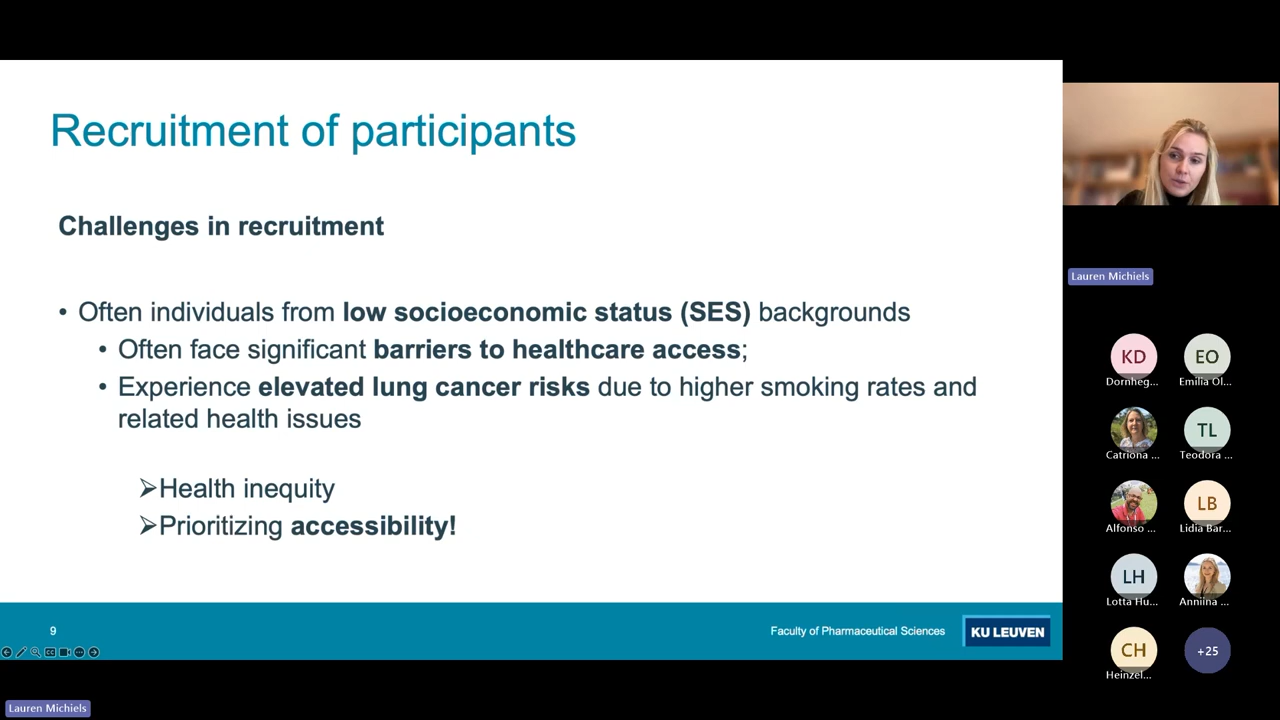 Recruitment of participants
Challenges in recruitment
• Often individuals from low socioeconomic status (SES) backgrounds
• Often face significant barriers to healthcare access;
• Experience elevated lung cancer risks due to higher smoking rates and
related health issues
➢Health inequity
➢Prioritizing accessibility!
9
Faculty of Pharmaceutical Sciences
KU LEUVEN
Lauren Michiels
Lauren Michiels
KD
EO
Dornheg...
Emilia Ol...
TL
Catriona ...
Teodora ...
LB
Alfonso ...
Lidia Bar...
LH
Lotta Hu...
Anniina ...
CH
+25
Heinzel...